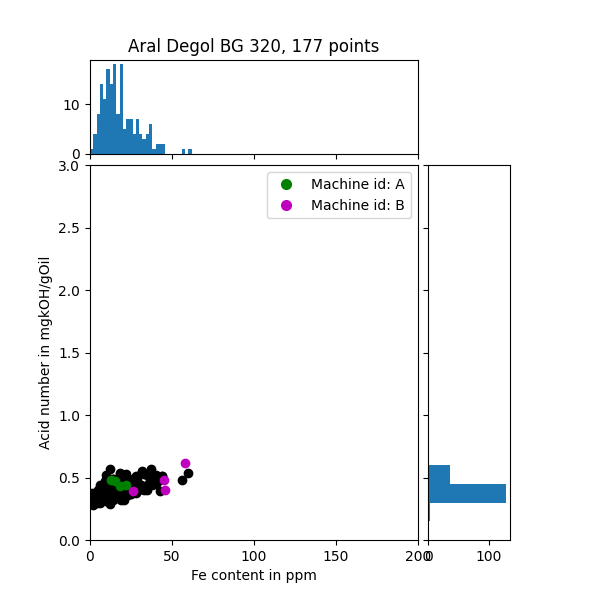 Aral Degol BG 320, 177 points
10
0
3.0
2.5
2.0
1.5
1.0
0.5
0.0
Acid number in mgkOH/gOil
Machine id: A
Machine id: B
0 50 100 150 200
0 100
Fe content in ppm